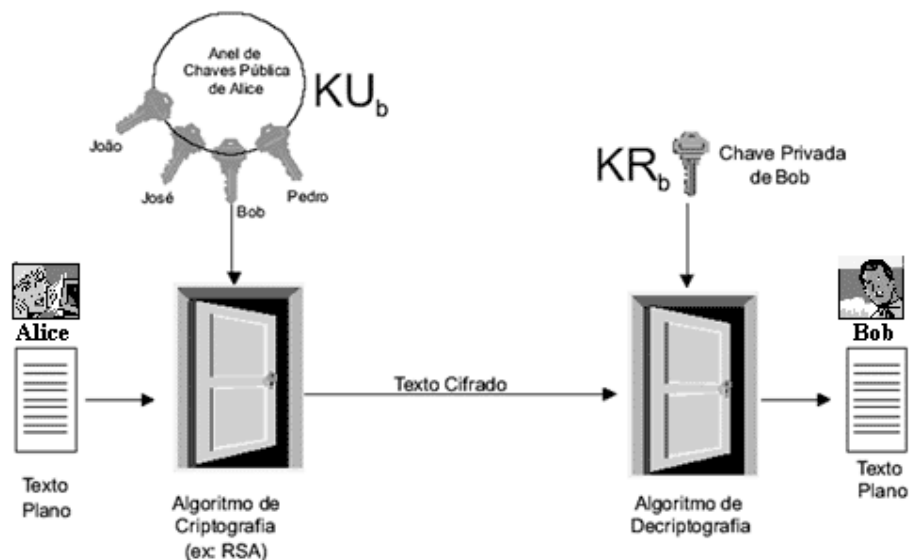 Anel de
Chaves Pública
de Alice
KUb
João
José
Bob
Pedro
KRb
Chave Privada
de Bob
Alice
Bob
Texto Cifrado
Texto
Plano
Algoritmo de
Criptografia
(ex: RSA)
Algoritmo de
Decriptografia
Texto
Plano